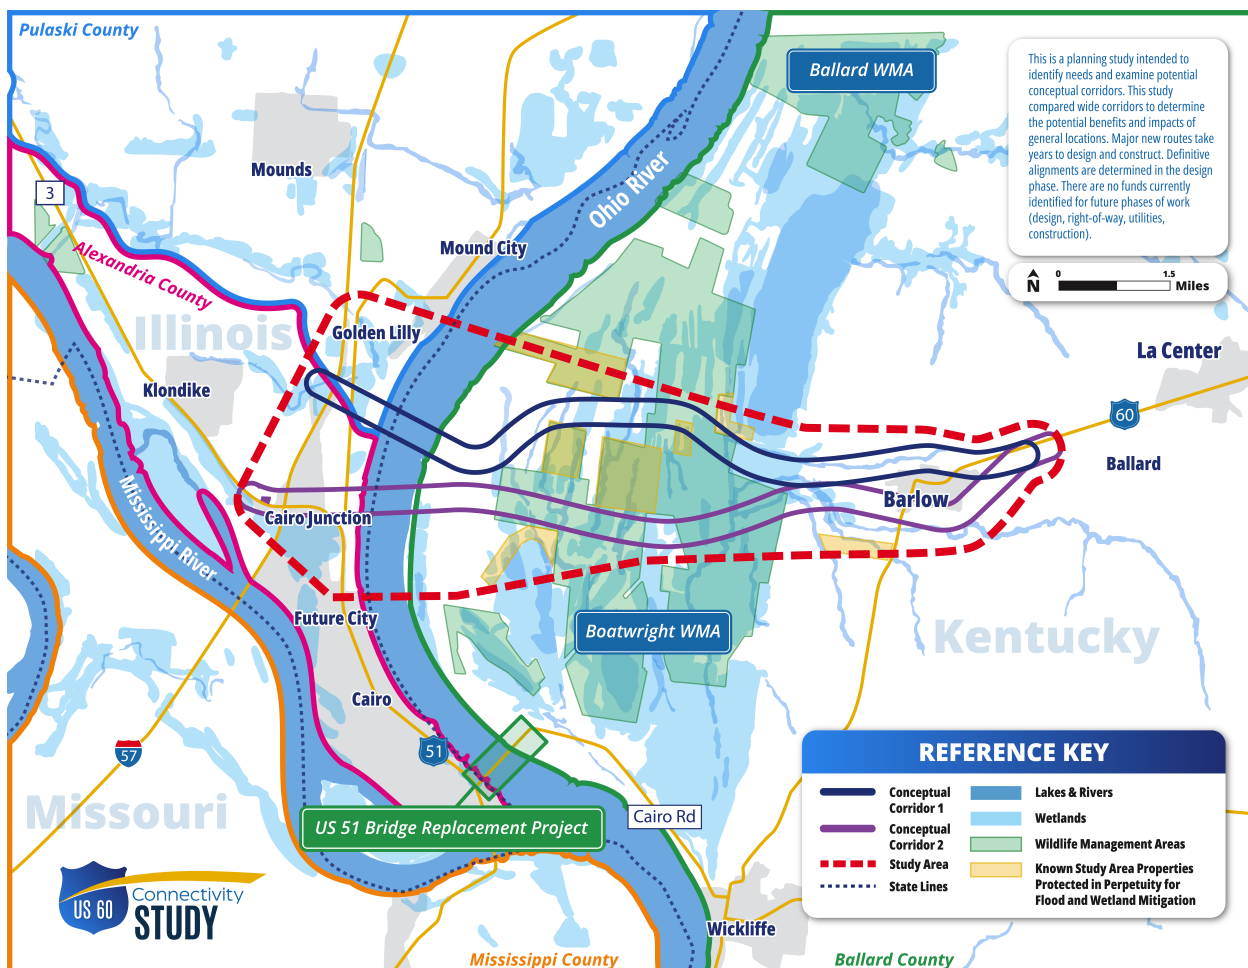 Pulaski County
Ballard WMA
This is a planning study intended to
identify needs and examine potential
conceptual corridors. This study
compared wide corridors to determine
the potential benefits and impacts of
general locations. Major new routes take
years to design and construct. Definitive
alignments are determined in the design
phase. There are no funds currently
identified for future phases of work
(design, right-of-way, utilities,
construction).
Mounds
3
Ohio River
Mound City
Alexandria County
N
0
1.5
Miles
Illinois
Golden Lilly
La Center
Klondike
60
Ballard
Mississippi River
Barlow
Cairo Junction
Future City
Boatwright WMA
Kentucky
Cairo
51
57
REFERENCE KEY
Conceptual
Corridor 1
Conceptual
Corridor 2
Study Area
State Lines
Lakes & Rivers
Wetlands
Wildlife Management Areas
Known Study Area Properties
Protected in Perpetuity for
Flood and Wetland Mitigation
Missouri
US 51 Bridge Replacement Project
Cairo Rd
US 60
Connectivity
STUDY
Wickliffe
Mississippi County
Ballard County